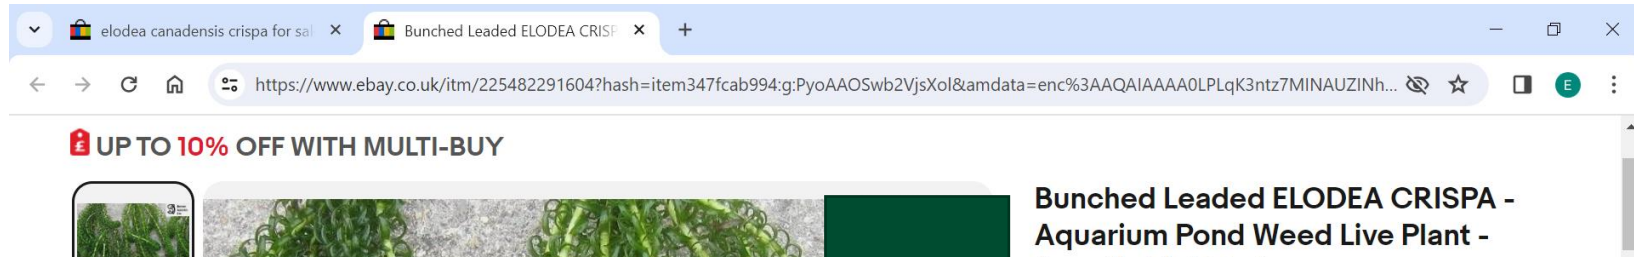 elodea canadensis crispa for sal
Bunched Leaded ELODEA CRISP
https://www.ebay.co.uk/itm/225482291604?hash=item347fcab994:g:PyoAAOSwb2VjsXol&amdata=enc%3AAQAIAAAA0LPLqK3ntz7MINAUZINh...
E
£ UP TO 10% OFF WITH MULTI-BUY
Bunched Leaded ELODEA CRISPA -
Aquarium Pond Weed Live Plant -